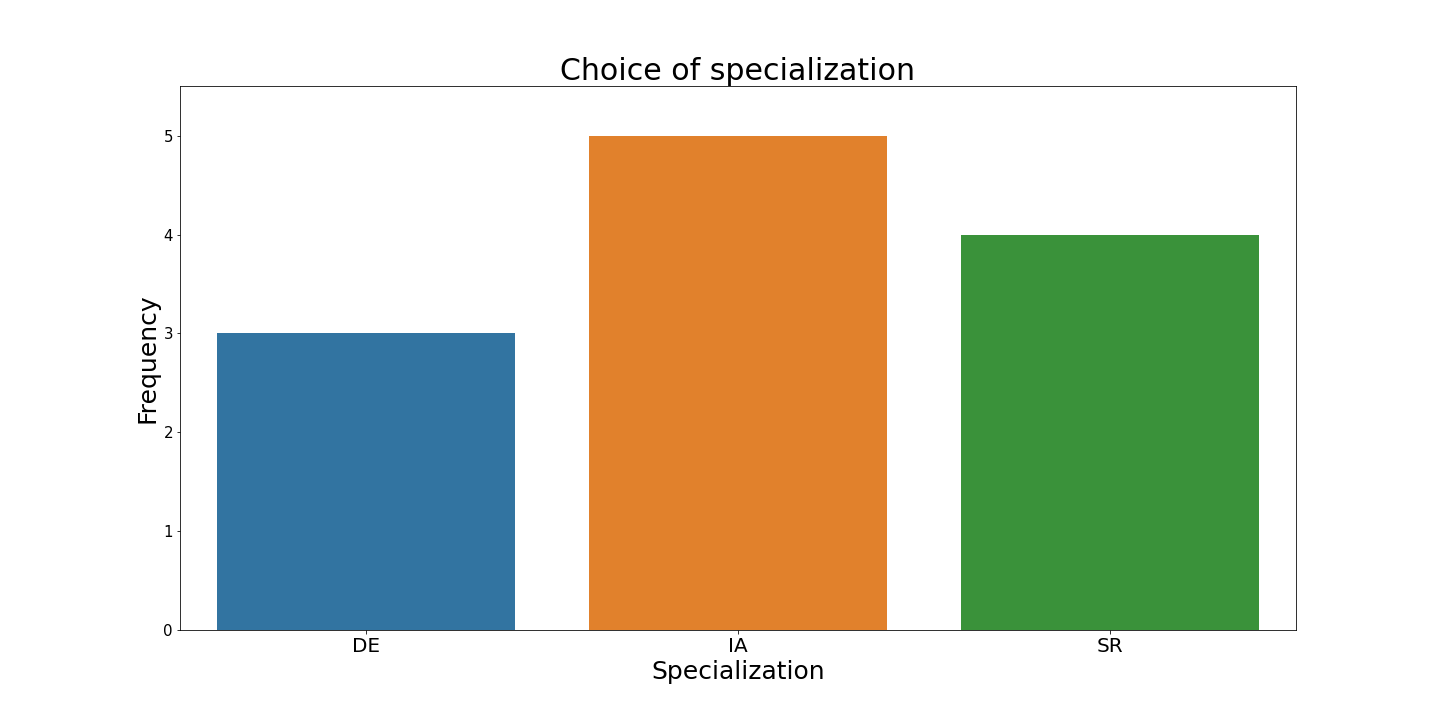 Choice of specialization
5
4
3
2
1
0
Frequency
DE IA SR
Specialization